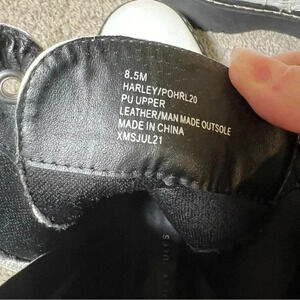 8.5M
HARLEY/POHRL20
PU UPPER
LEATHER/MAN MADE OUTSOLE
MADE IN CHINA
XMSJUL21